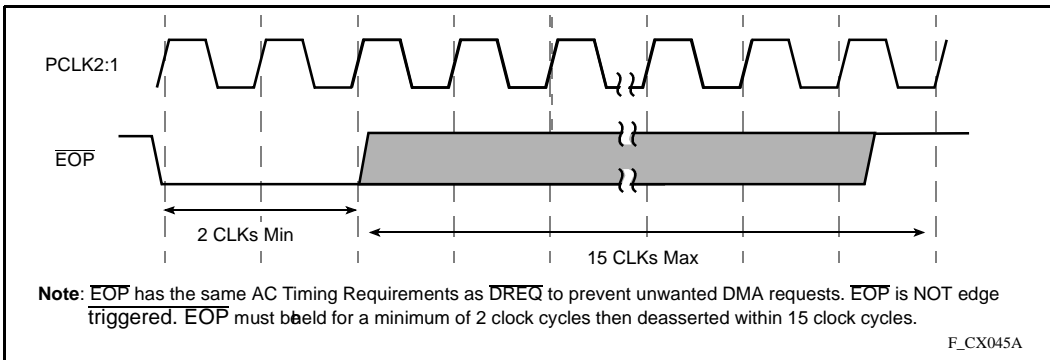 PCLK2:1
EOP
2 CLKs Min
15 CLKs Max
Note: EOP has the same AC Timing Requirements as DREQ to prevent unwanted DMA requests. EOP is NOT edge
triggered. EOP must be held for a minimum of 2 clock cycles then deasserted within 15 clock cycles.
F_CX045A